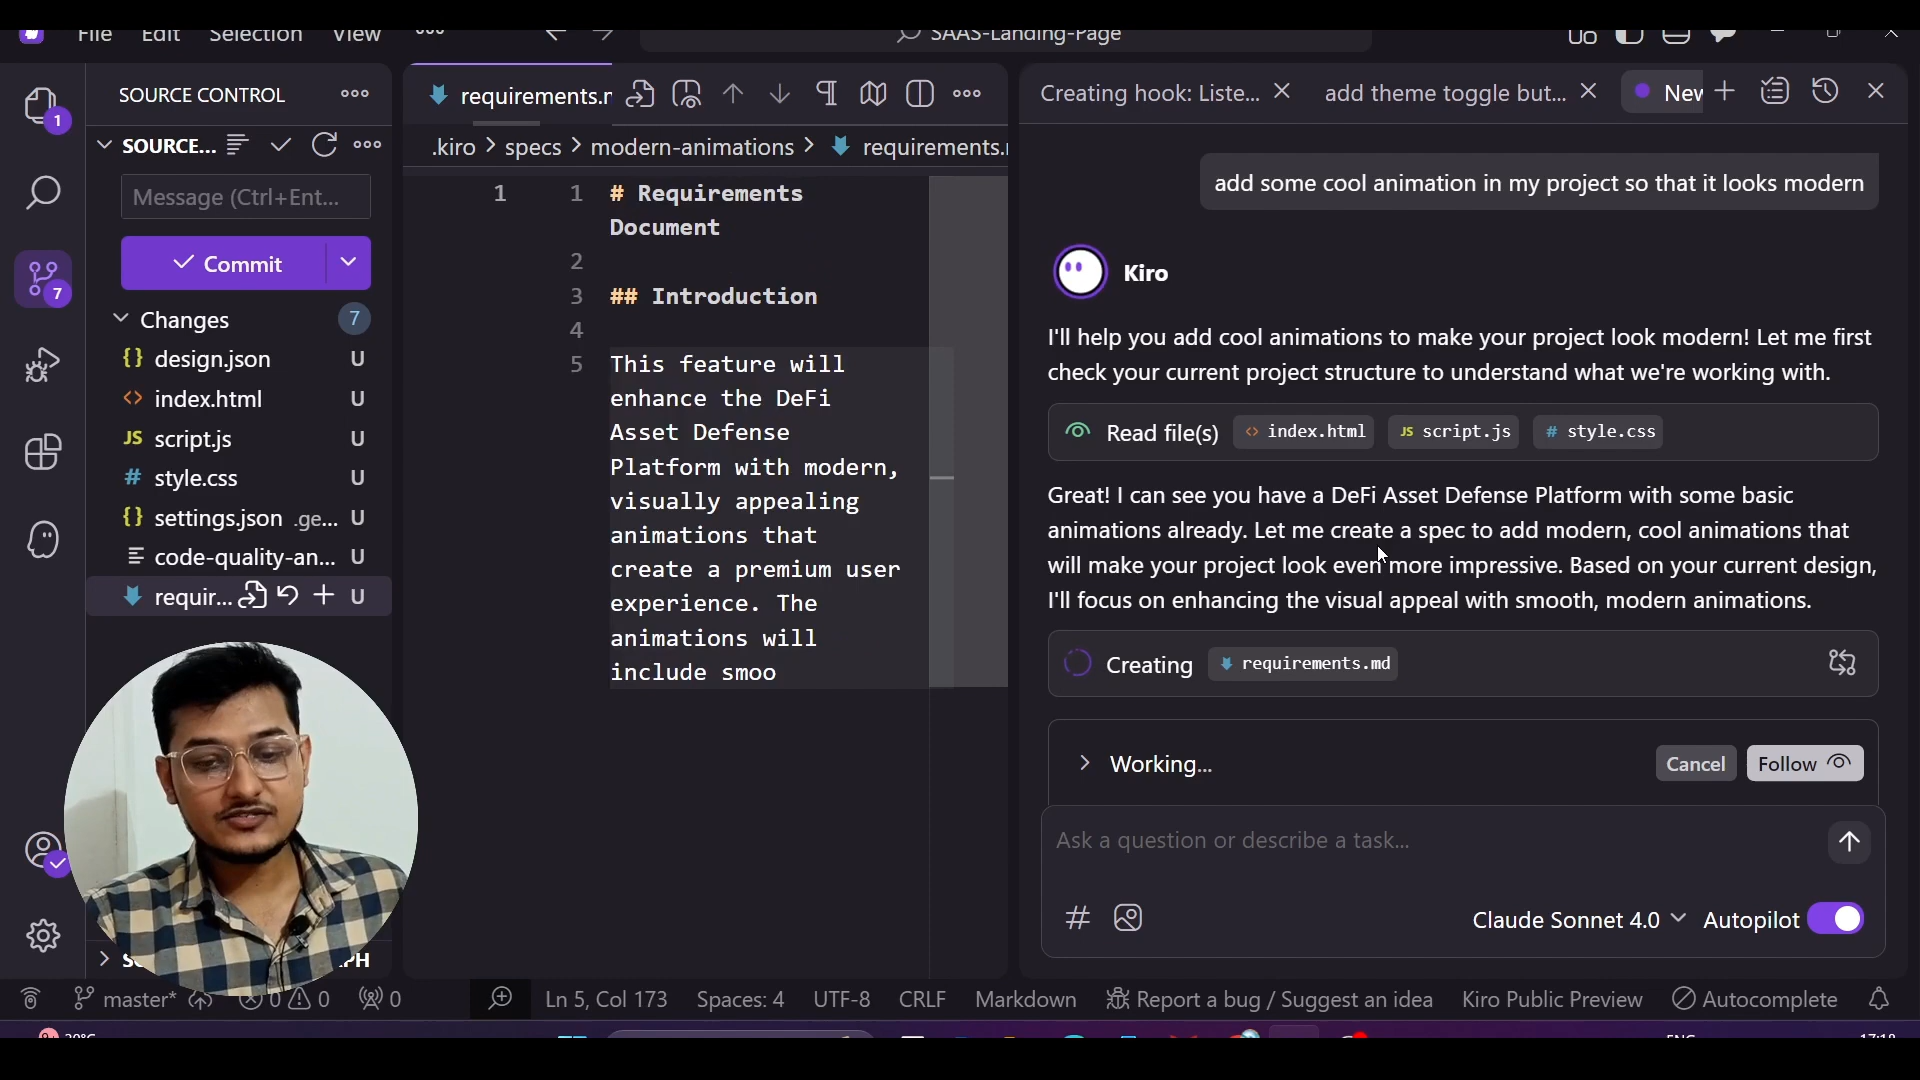 File Edit Selection View
SAAS-Landing-Page
1
SOURCE CONTROL
SOURCE...
Message (Ctrl+Ent...
Commit
7
Changes 7
{} design.json U
<> index.html U
JS script.js U
# style.css U
{} settings.json .ge... U
code-quality-an... U
requir... U
requirements.r
.kiro > specs > modern-animations > requirements.r
1 1 # Requirements
Document
2
3 ## Introduction
4
5 This feature will
enhance the DeFi
Asset Defense
Platform with modern,
visually appealing
animations that
create a premium user
experience. The
animations will
include smoo
Creating hook: Liste... add theme toggle but... New
add some cool animation in my project so that it looks modern
Kiro
I'll help you add cool animations to make your project look modern! Let me first
check your current project structure to understand what we're working with.
Read file(s) <> index.html JS script.js # style.css
Great! I can see you have a DeFi Asset Defense Platform with some basic
animations already. Let me create a spec to add modern, cool animations that
will make your project look even more impressive. Based on your current design,
I'll focus on enhancing the visual appeal with smooth, modern animations.
Creating requirements.md
Working... Cancel Follow
Ask a question or describe a task...
# Claude Sonnet 4.0 Autopilot
master* 0 0 0 Ln 5, Col 173 Spaces: 4 UTF-8 CRLF Markdown Report a bug / Suggest an idea Kiro Public Preview Autocomplete